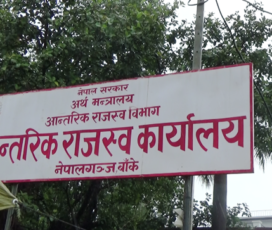 नेपाल सरकार
अर्थ मन्त्रालय
आन्तरिक राजस्व विभाग
न्तरिक राजस्व कार्यालय
नेपालगञ्ज बाँके